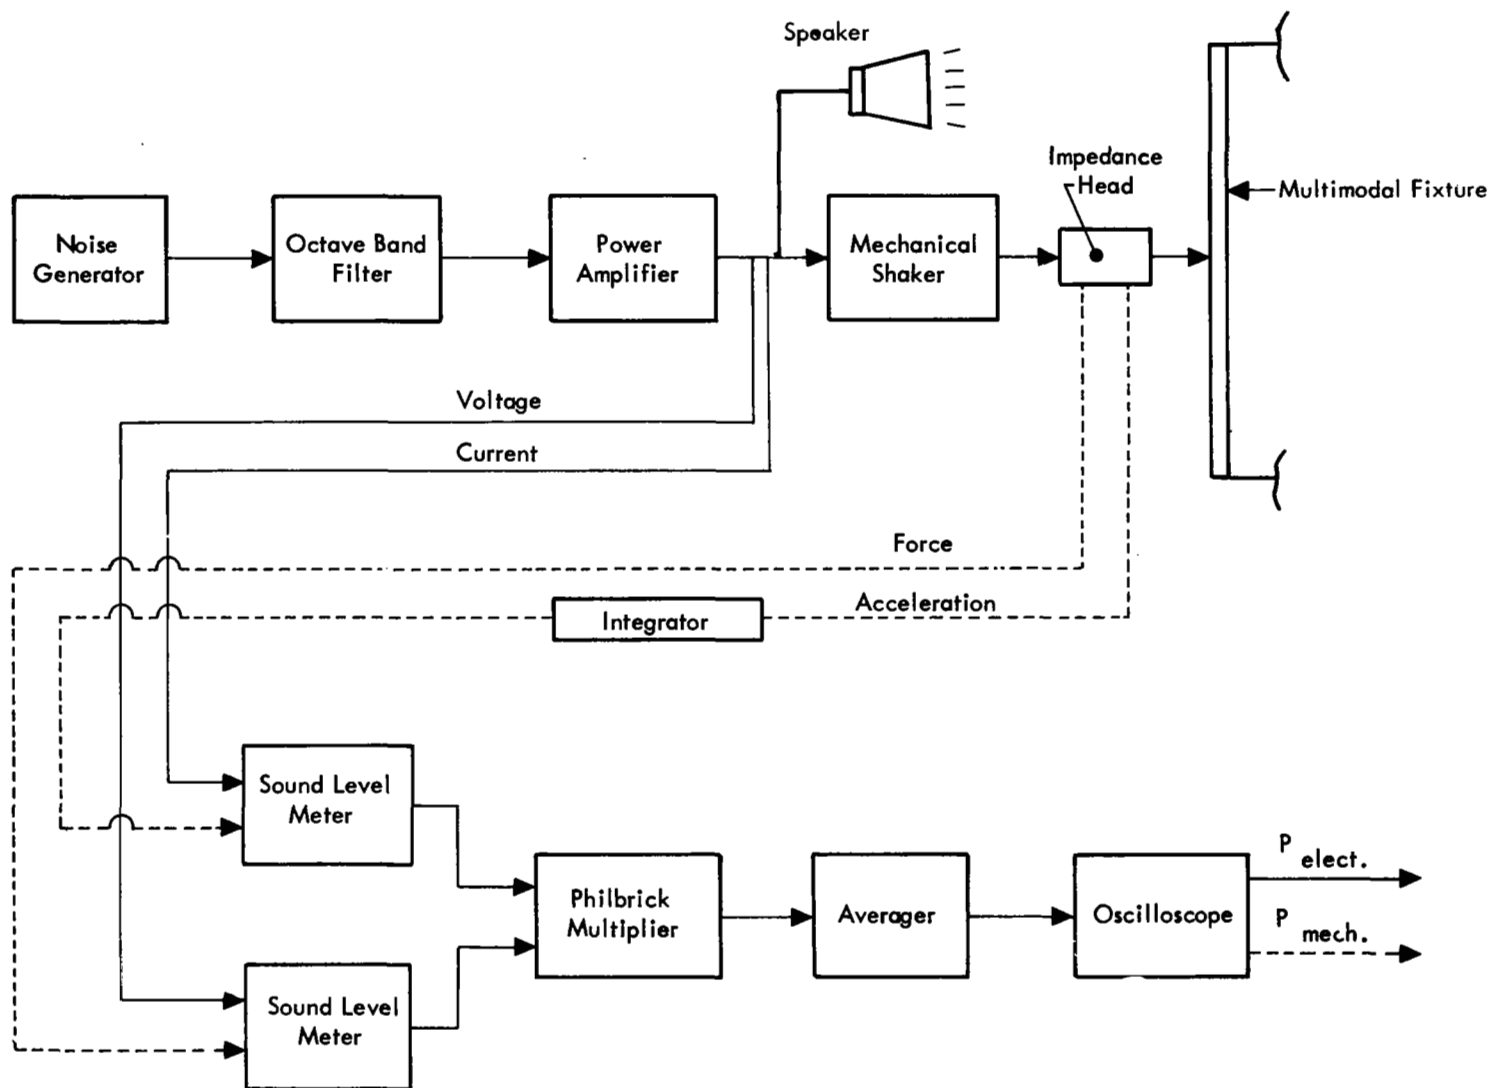 Speaker
Impedance
Head
Multimodal Fixture
Noise
Generator
Octave Band
Filter
Power
Amplifier
Mechanical
Shaker
Voltage
Current
Force
Acceleration
Integrator
Sound Level
Meter
Philbrick
Multiplier
Averager
Oscilloscope
P elect.
P mech.
Sound Level
Meter